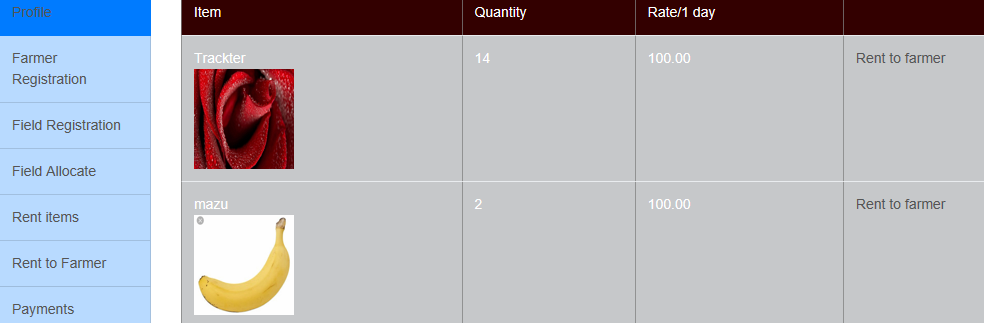 Profile
Farmer
Registration
Field Registration
Field Allocate
Rent items
Rent to Farmer
Payments
Item Quantity Rate/1 day
Trackter 14 100.00 Rent to farmer
mazu 2 100.00 Rent to farmer